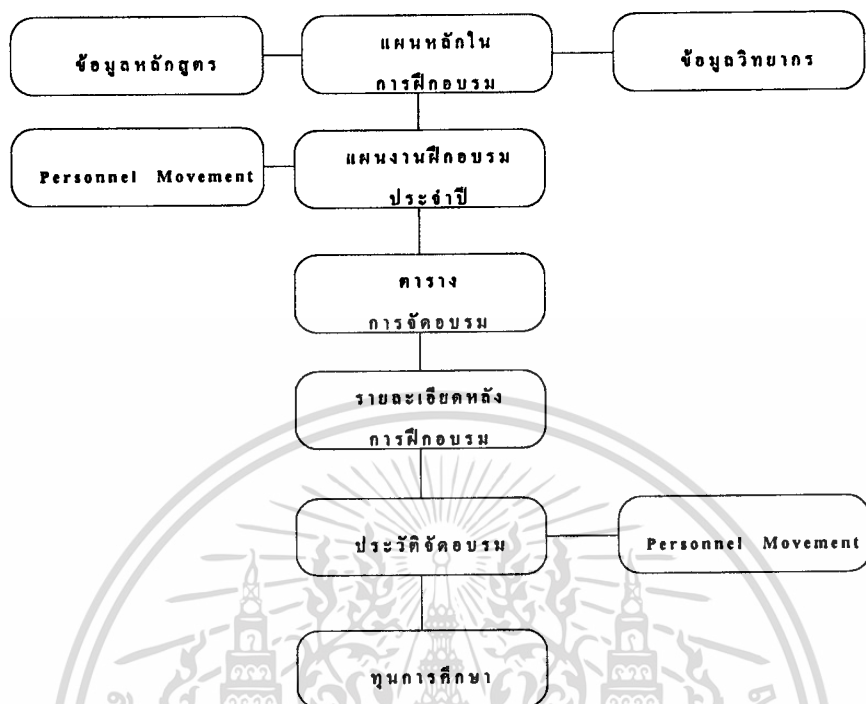 ข้อมูลหลักสูตร
แผนหลักใน
การฝึกอบรม
ข้อมูลวิทยากร
Personnel Movement
แผนงานฝึกอบรม
ประจำปี
ตาราง
การจัดอบรม
รายละเอียดหลัง
การฝึกอบรม
ประวัติจัดอบรม
Personnel Movement
ทุนการศึกษา